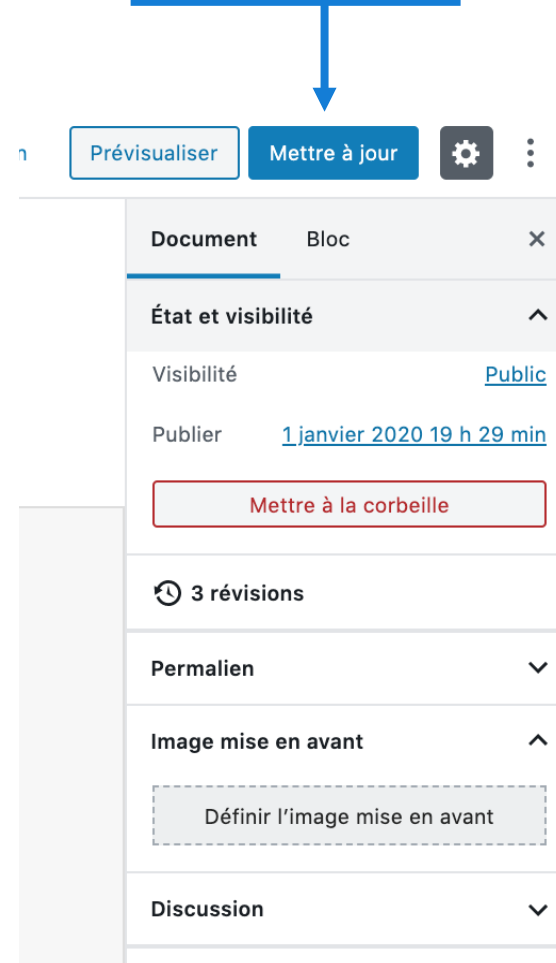 n Prévisualiser Mettre à jour
Document Bloc
État et visibilité
Visibilité Public
Publier 1 janvier 2020 19 h 29 min
Mettre à la corbeille
3 révisions
Permalien
Image mise en avant
Définir l’image mise en avant
Discussion